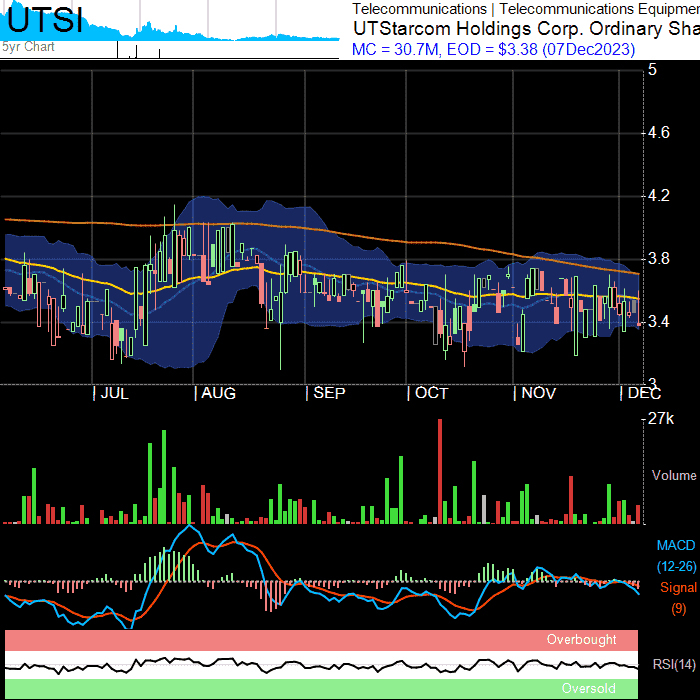 UTSI
5yr Chart
Telecommunications | Telecommunications Equipmen
UTStarcom Holdings Corp. Ordinary Sha
MC = 30.7M, EOD = $3.38 (07Dec2023)
5
4.6
4.2
3.8
3.4
3
JUL AUG SEP OCT NOV DEC
27k
Volume
MACD
(12-26)
Signal
(9)
Overbought
RSI(14)
Oversold